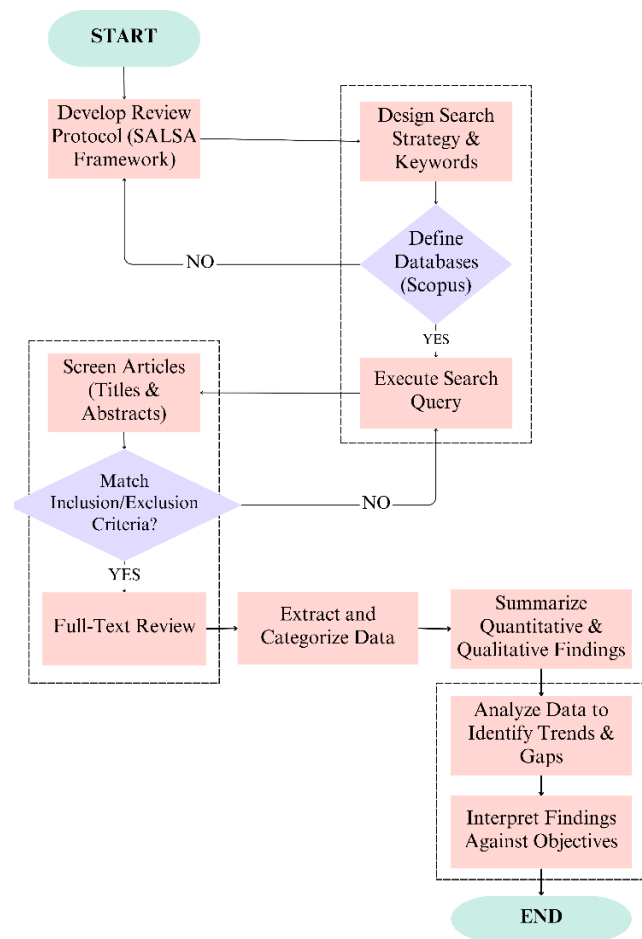 START
Develop Review
Protocol (SALSA
Framework)
Design Search
Strategy &
Keywords
Define
Databases
(Scopus)
NO
YES
Execute Search
Query
Screen Articles
(Titles &
Abstracts)
Match
Inclusion/Exclusion
Criteria?
NO
YES
Full-Text Review
Extract and
Categorize Data
Summarize
Quantitative &
Qualitative Findings
Analyze Data to
Identify Trends &
Gaps
Interpret Findings
Against Objectives
END